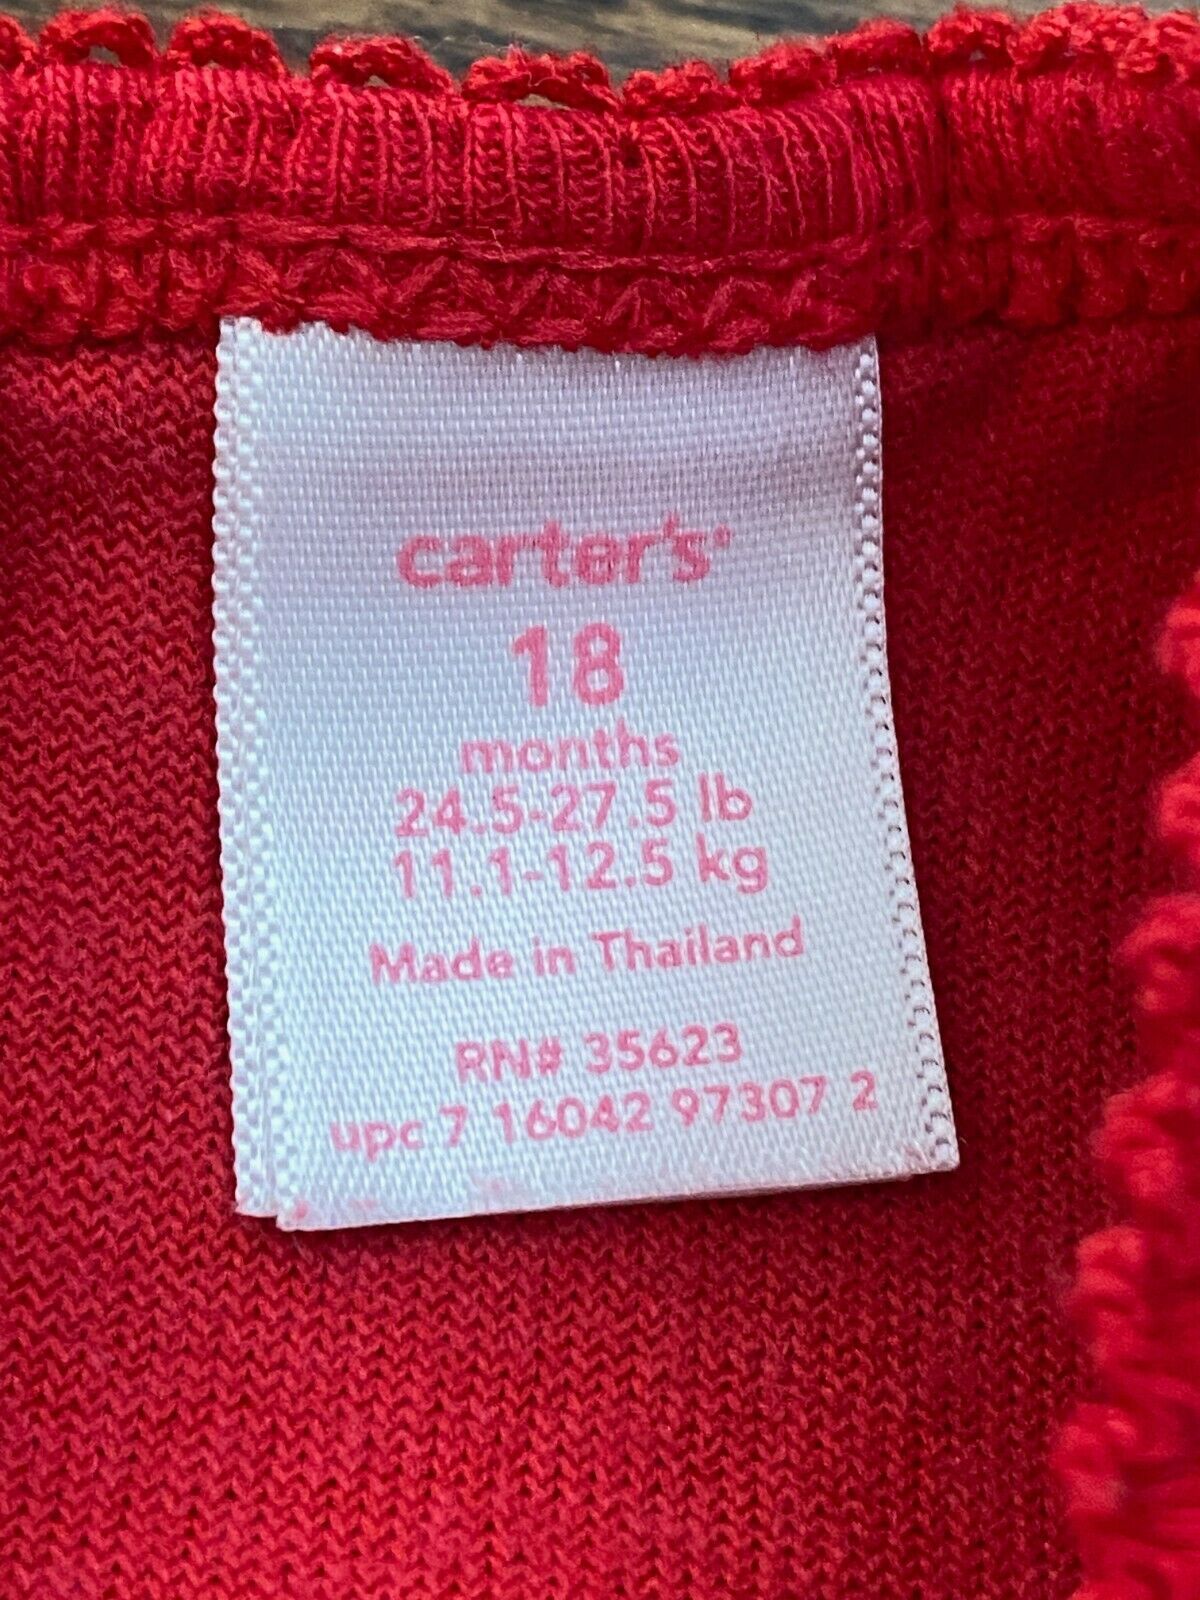 carter's
18
months
24.5-27.5 lb
11.1-12.5 kg
Made in Thailand
RN# 35623
upc 7 16042 97307 2